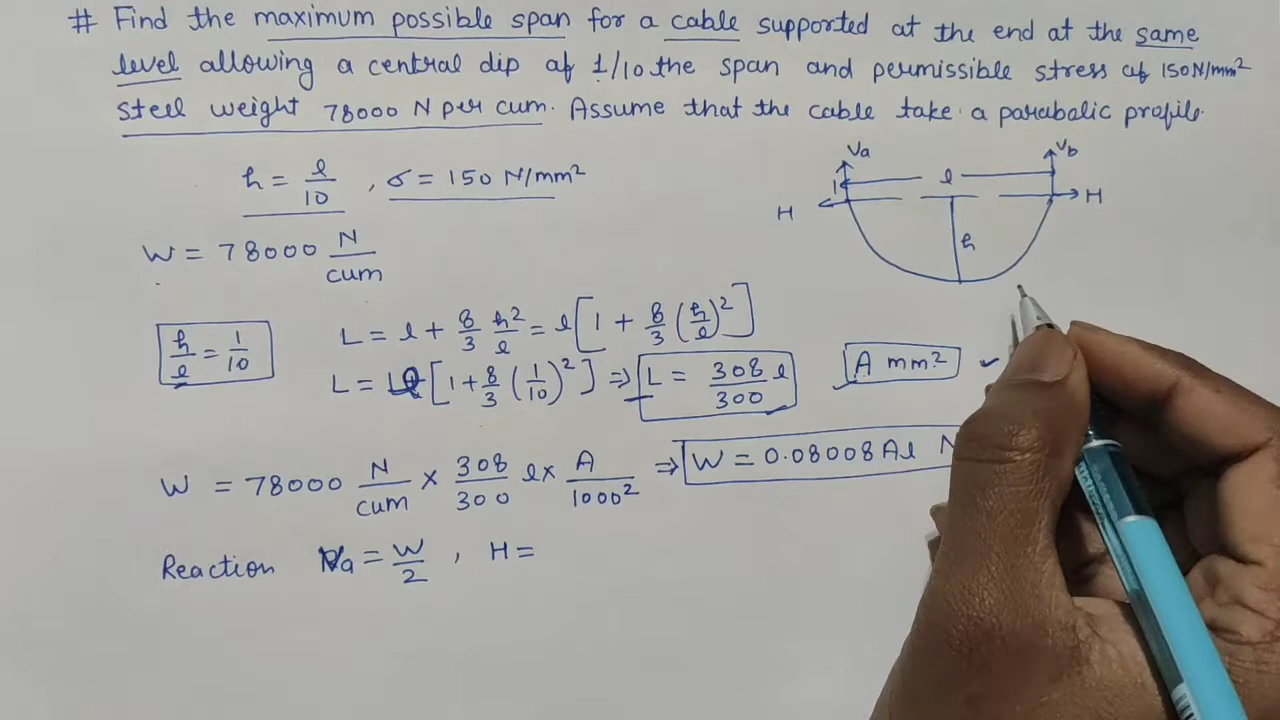 # Find the maximum possible span for a cable supported at the end at the same
level allowing a central dip of 1/10 the span and permissible stress of 150N/mm²
steel weight 78000 N per cum. Assume that the cable take a parabolic profile.
h = l/10 , σ = 150 N/mm²
Va Vb
l
H H
h
W = 78000 N/cum
h/l = 1/10
L = l + 8/3 h²/l = l[1 + 8/3 (h/l)²]
L = l[1 + 8/3 (1/10)²] ⇒ L = 308/300 l
A mm² ✓
W = 78000 N/cum × 308/300 l × A/1000² ⇒ W = 0.08008Al N
Reaction Va = W/2 , H =